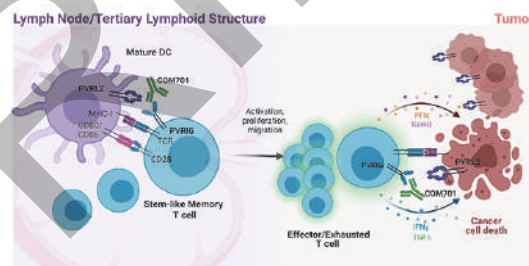 Lymph Node/Tertiary Lymphoid Structure
Tumo
Mature DC
PVRL2
COM701
MHC-I
CD80/
CD86
PVRIG
TCR
CD28
Stem-like Memory
T cell
Activation,
proliferation,
migration
PFN
GzmB
PVRIG
PVRL2
COM701
IFNγ
TNFα
Effector/Exhausted
T cell
Cancer
cell death